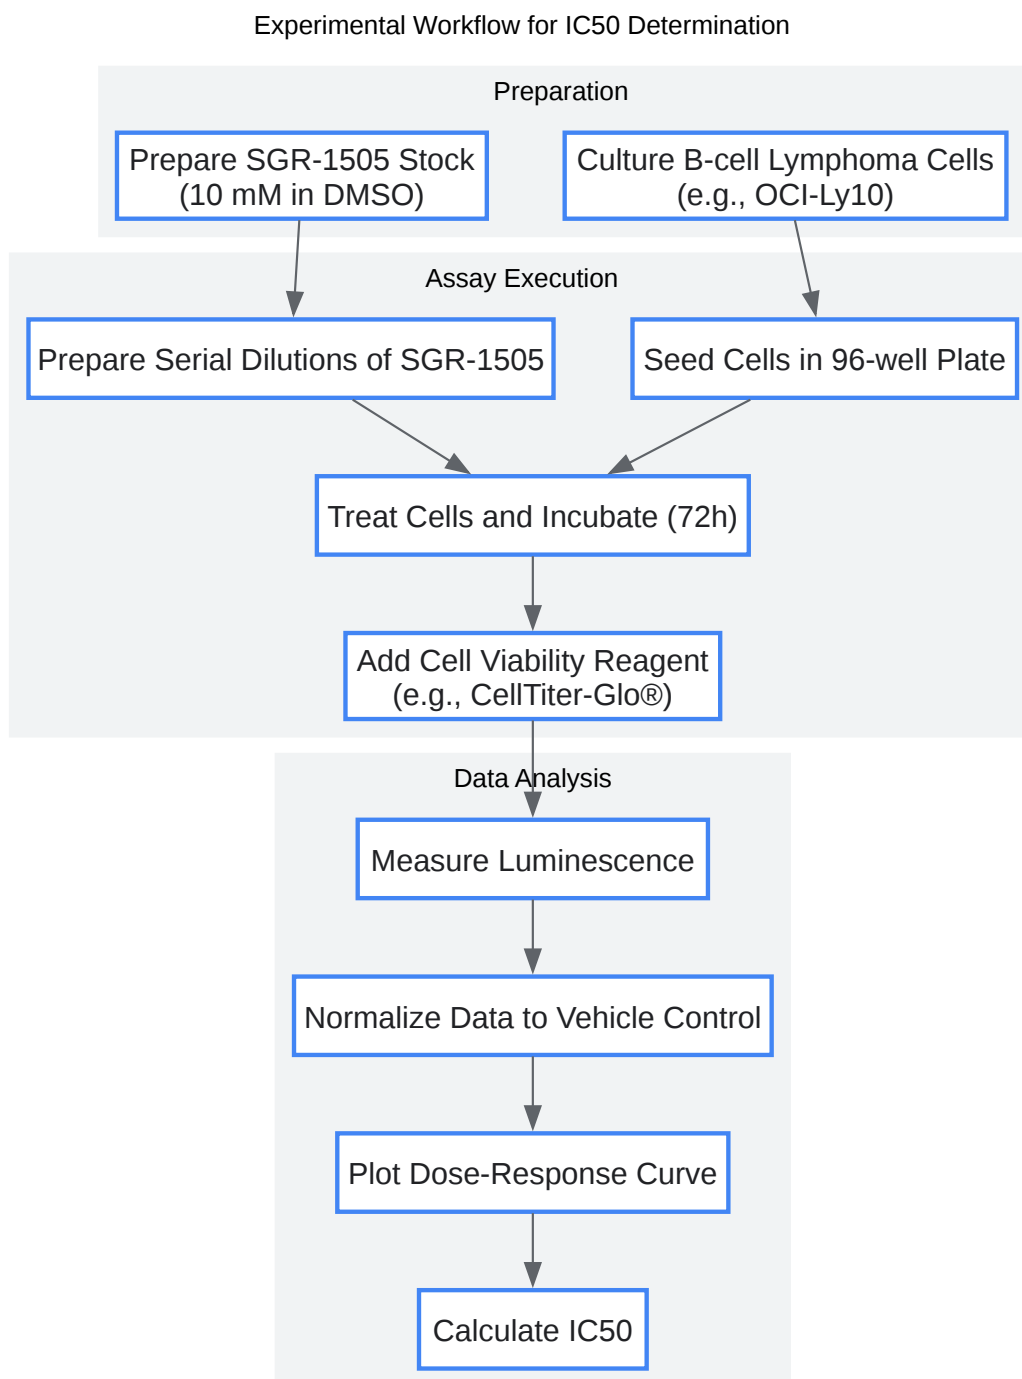 Experimental Workflow for IC50 Determination
Preparation
Prepare SGR-1505 Stock
(10 mM in DMSO)
Culture B-cell Lymphoma Cells
(e.g., OCI-Ly10)
Assay Execution
Prepare Serial Dilutions of SGR-1505
Seed Cells in 96-well Plate
Treat Cells and Incubate (72h)
Add Cell Viability Reagent
(e.g., CellTiter-Glo®)
Data Analysis
Measure Luminescence
Normalize Data to Vehicle Control
Plot Dose-Response Curve
Calculate IC50